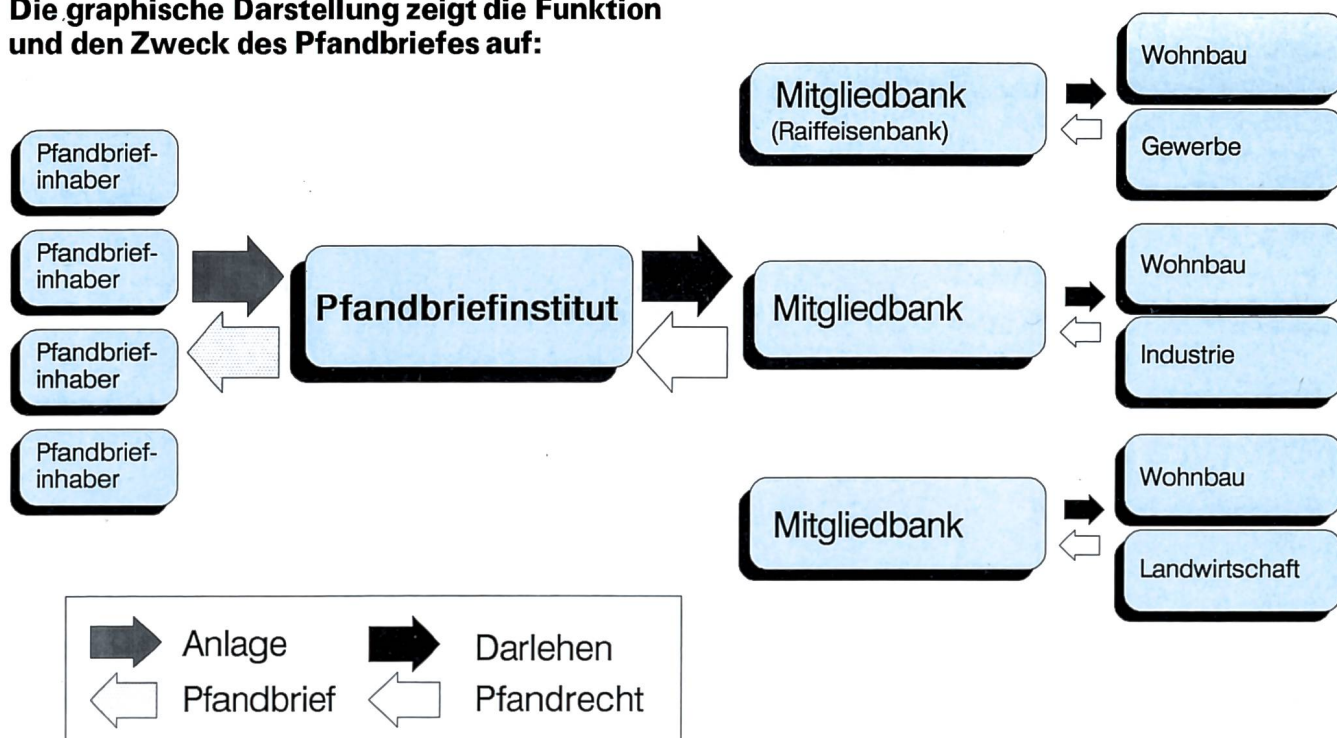 Die graphische Darstellung zeigt die Funktion
und den Zweck des Pfandbriefes auf:
Pfandbrief-
inhaber
Pfandbrief-
inhaber
Pfandbrief-
inhaber
Pfandbrief-
inhaber
Pfandbriefinstitut
Mitgliedbank
(Raiffeisenbank)
Mitgliedbank
Mitgliedbank
Wohnbau
Gewerbe
Wohnbau
Industrie
Wohnbau
Landwirtschaft
Anlage
Darlehen
Pfandbrief
Pfandrecht